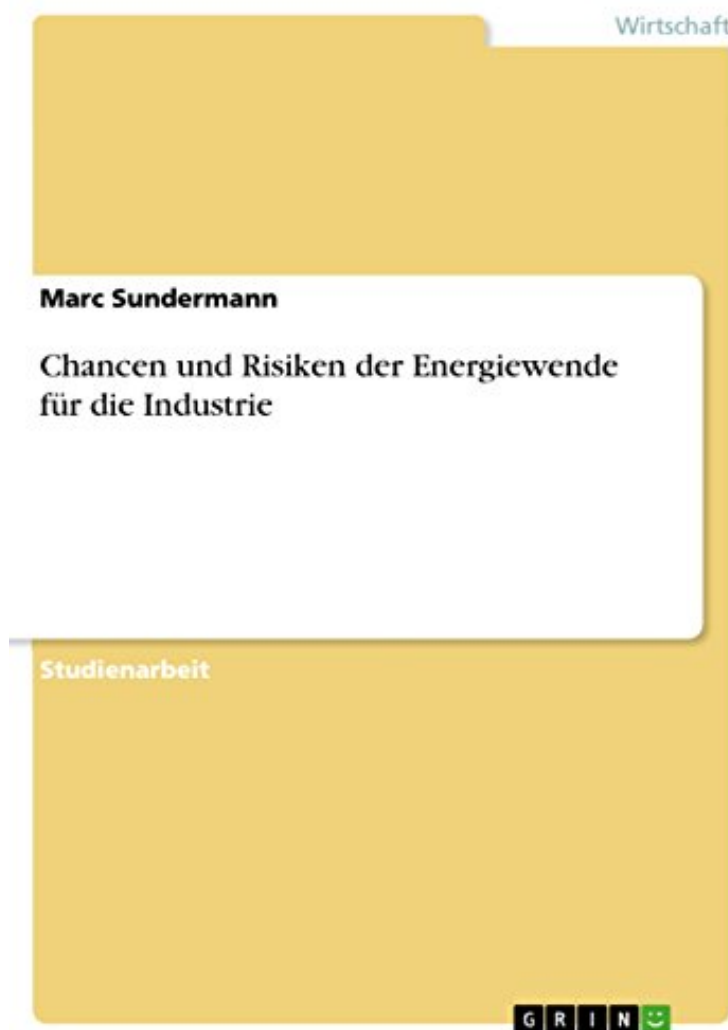 Wirtschaft
Marc Sundermann
Chancen und Risiken der Energiewende
für die Industrie
Studienarbeit
GRIN